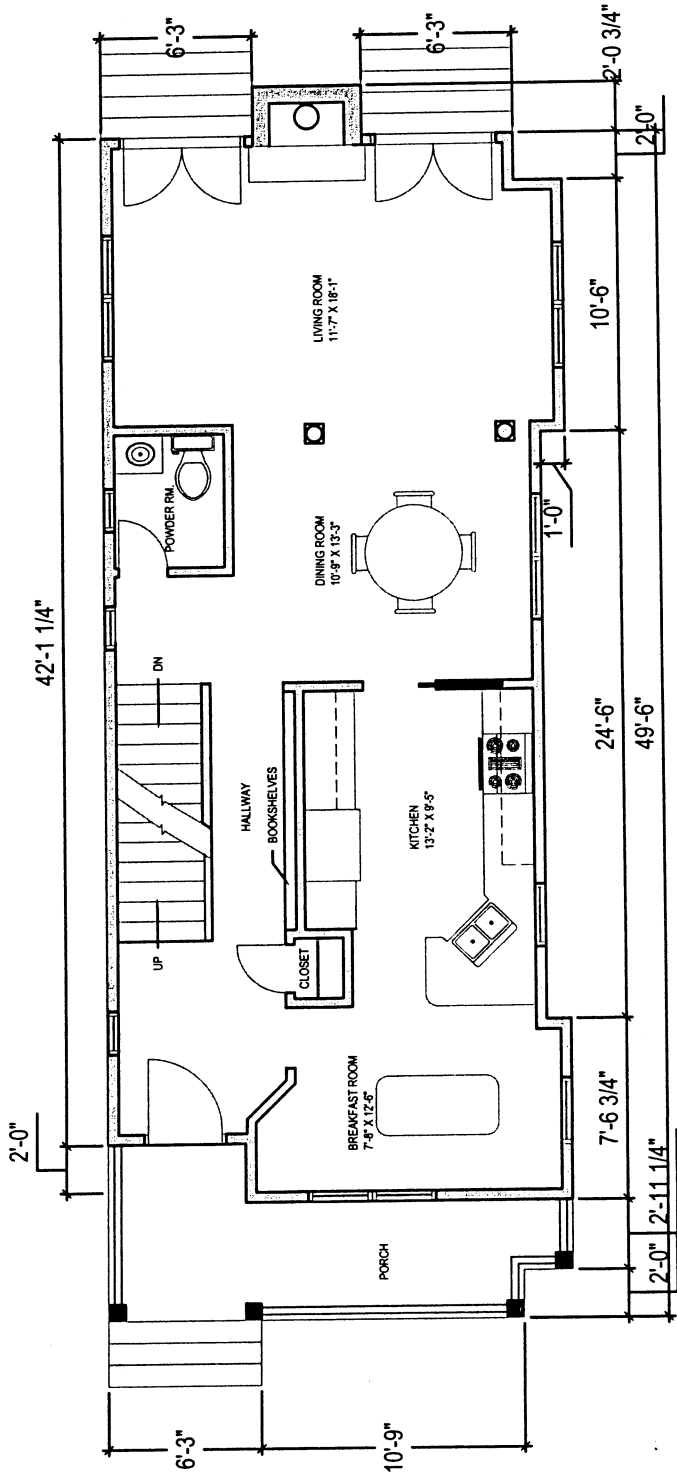 6'-3"
6'-3"
2'-0 3/4"
2'-0"
42'-1 1/4"
LIVING ROOM
11'-7" X 18'-1"
10'-6"
POWDER RM.
DINING ROOM
10'-9" X 13'-3"
1'-0"
DN
HALLWAY
BOOKSHELVES
KITCHEN
13'-2" X 9'-5"
24'-6"
49'-6"
UP
CLOSET
2'-0"
BREAKFAST ROOM
7'-8" X 12'-6"
7'-6 3/4"
2'-11 1/4"
2'-0"
PORCH
6'-3"
10'-9"